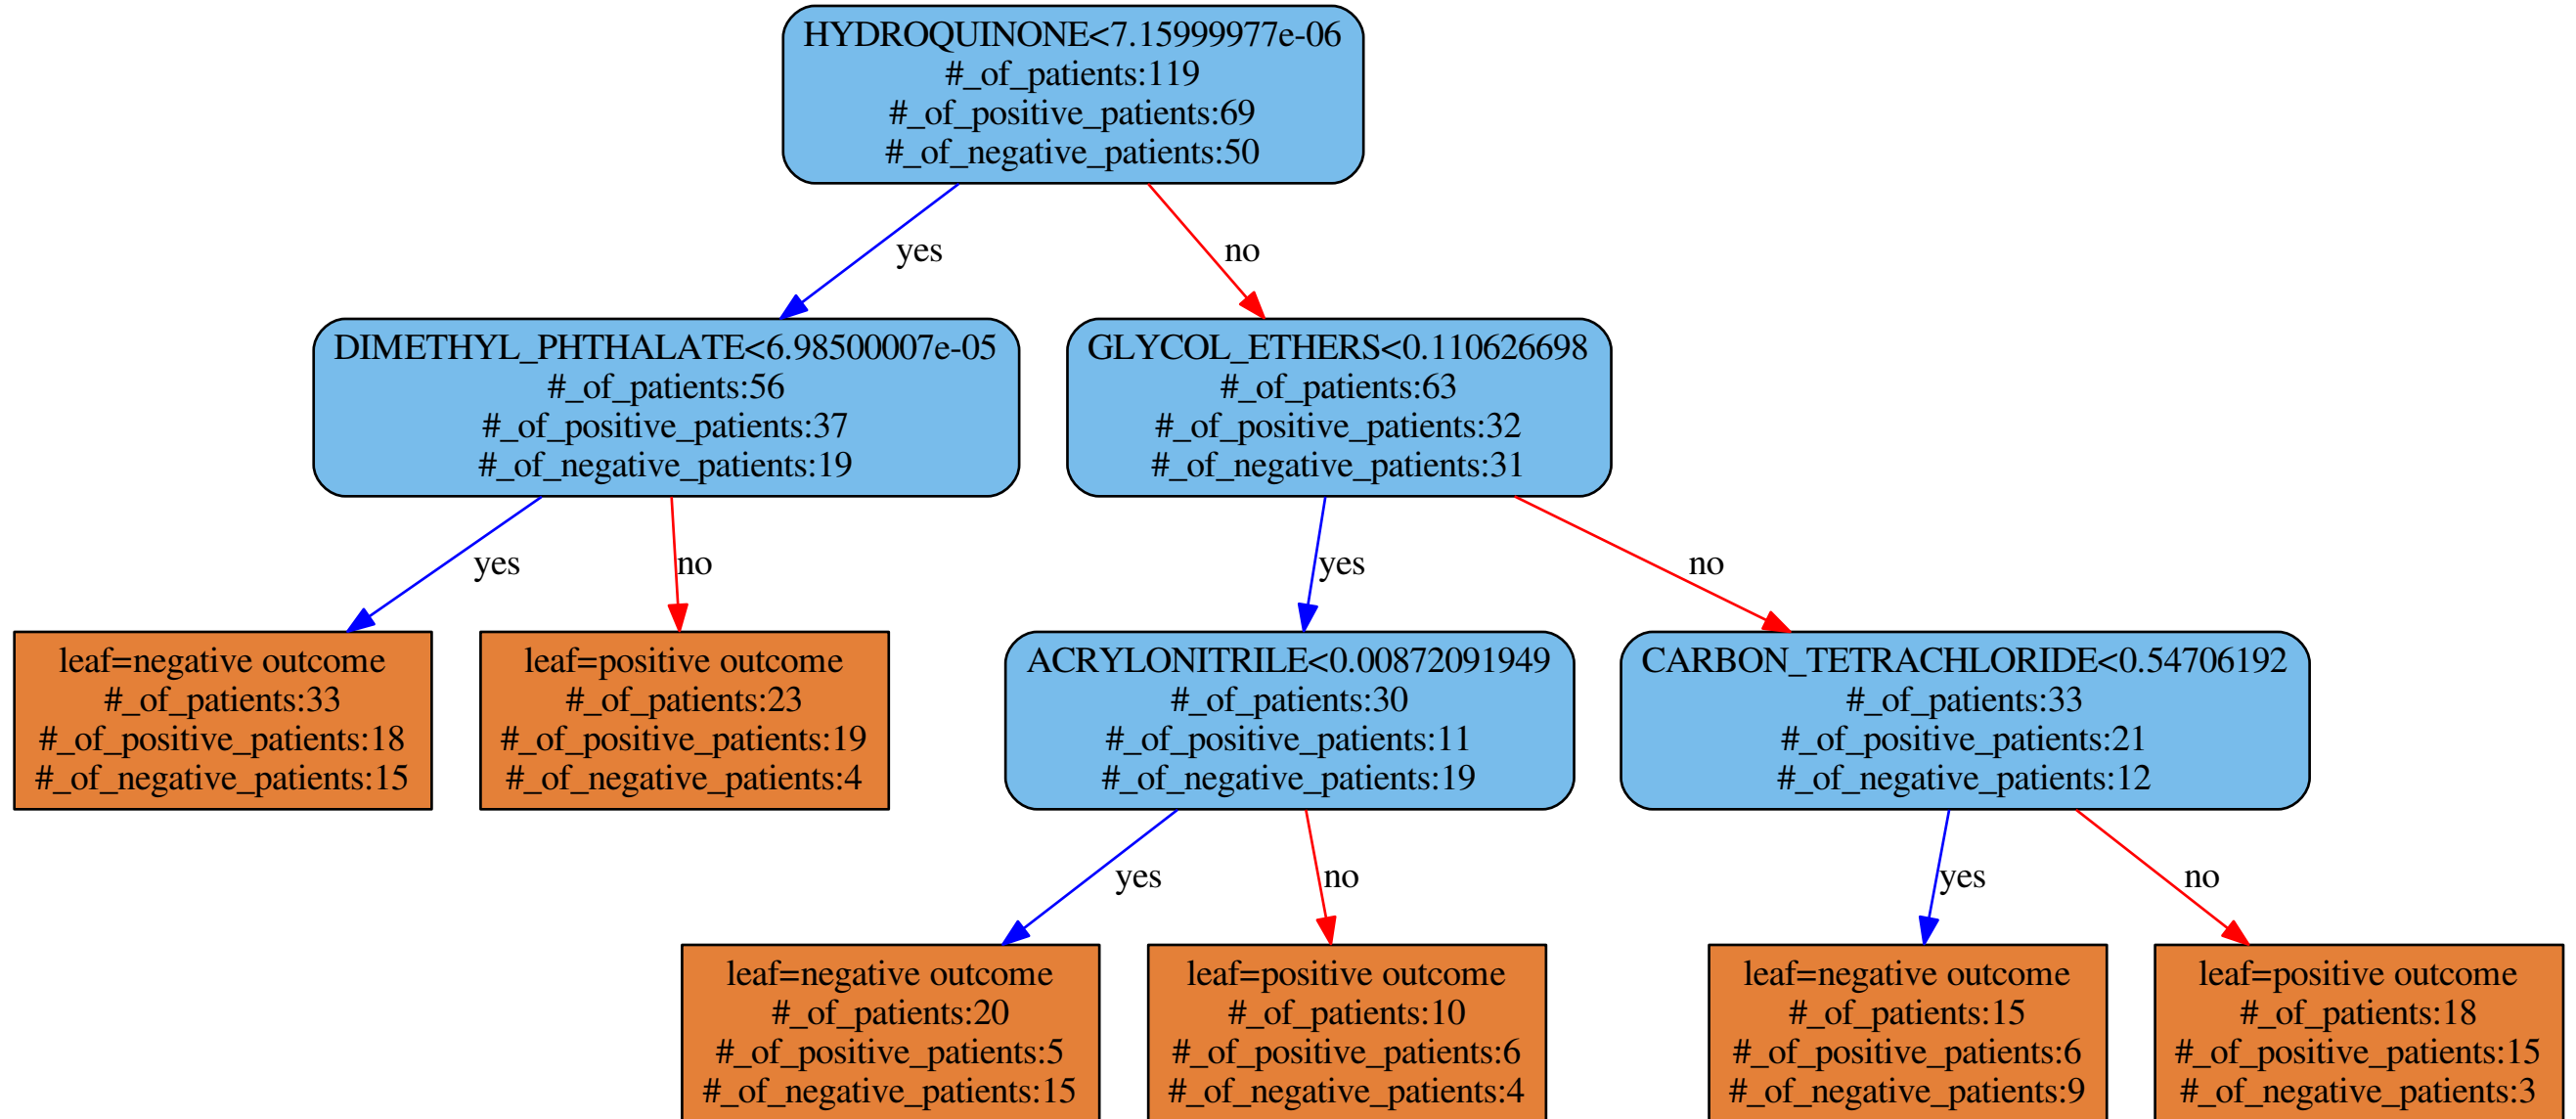 HYDROQUINONE<7.15999977e-06
#_of_patients:119
#_of_positive_patients:69
#_of_negative_patients:50
yes
no
DIMETHYL_PHTHALATE<6.98500007e-05
#_of_patients:56
#_of_positive_patients:37
#_of_negative_patients:19
GLYCOL_ETHERS<0.110626698
#_of_patients:63
#_of_positive_patients:32
#_of_negative_patients:31
yes
no
yes
no
leaf=negative outcome
#_of_patients:33
#_of_positive_patients:18
#_of_negative_patients:15
leaf=positive outcome
#_of_patients:23
#_of_positive_patients:19
#_of_negative_patients:4
ACRYLONITRILE<0.00872091949
#_of_patients:30
#_of_positive_patients:11
#_of_negative_patients:19
CARBON_TETRACHLORIDE<0.54706192
#_of_patients:33
#_of_positive_patients:21
#_of_negative_patients:12
yes
no
yes
no
leaf=negative outcome
#_of_patients:20
#_of_positive_patients:5
#_of_negative_patients:15
leaf=positive outcome
#_of_patients:10
#_of_positive_patients:6
#_of_negative_patients:4
leaf=negative outcome
#_of_patients:15
#_of_positive_patients:6
#_of_negative_patients:9
leaf=positive outcome
#_of_patients:18
#_of_positive_patients:15
#_of_negative_patients:3